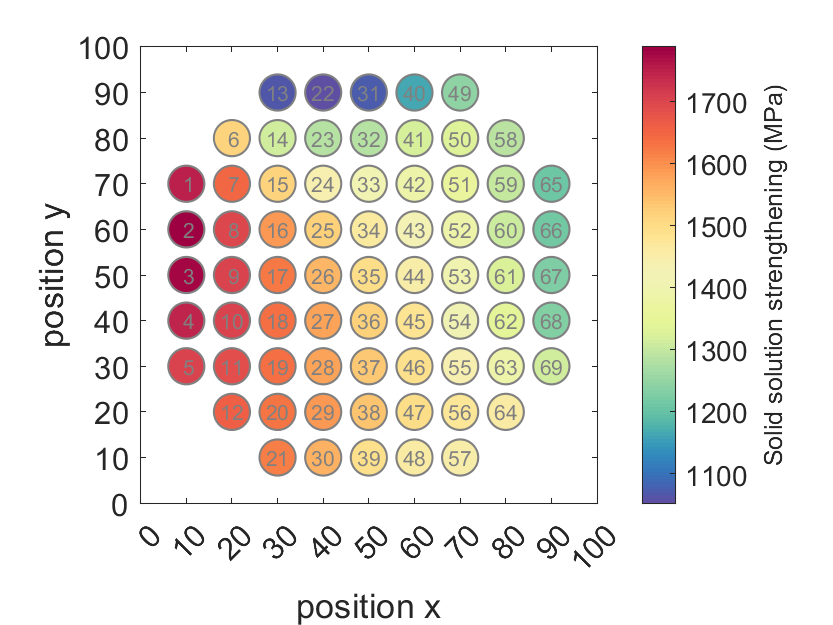 100
90
80
70
60
50
40
30
20
10
0
13 22 31 40 49
6 14 23 32 41 50 58
1 7 15 24 33 42 51 59 65
2 8 16 25 34 43 52 60 66
3 9 17 26 35 44 53 61 67
4 10 18 27 36 45 54 62 68
5 11 19 28 37 46 55 63 69
12 20 29 38 47 56 64
21 30 39 48 57
0 10 20 30 40 50 60 70 80 90 100
position x
position y
1700
1600
1500
1400
1300
1200
1100
Solid solution strengthening (MPa)